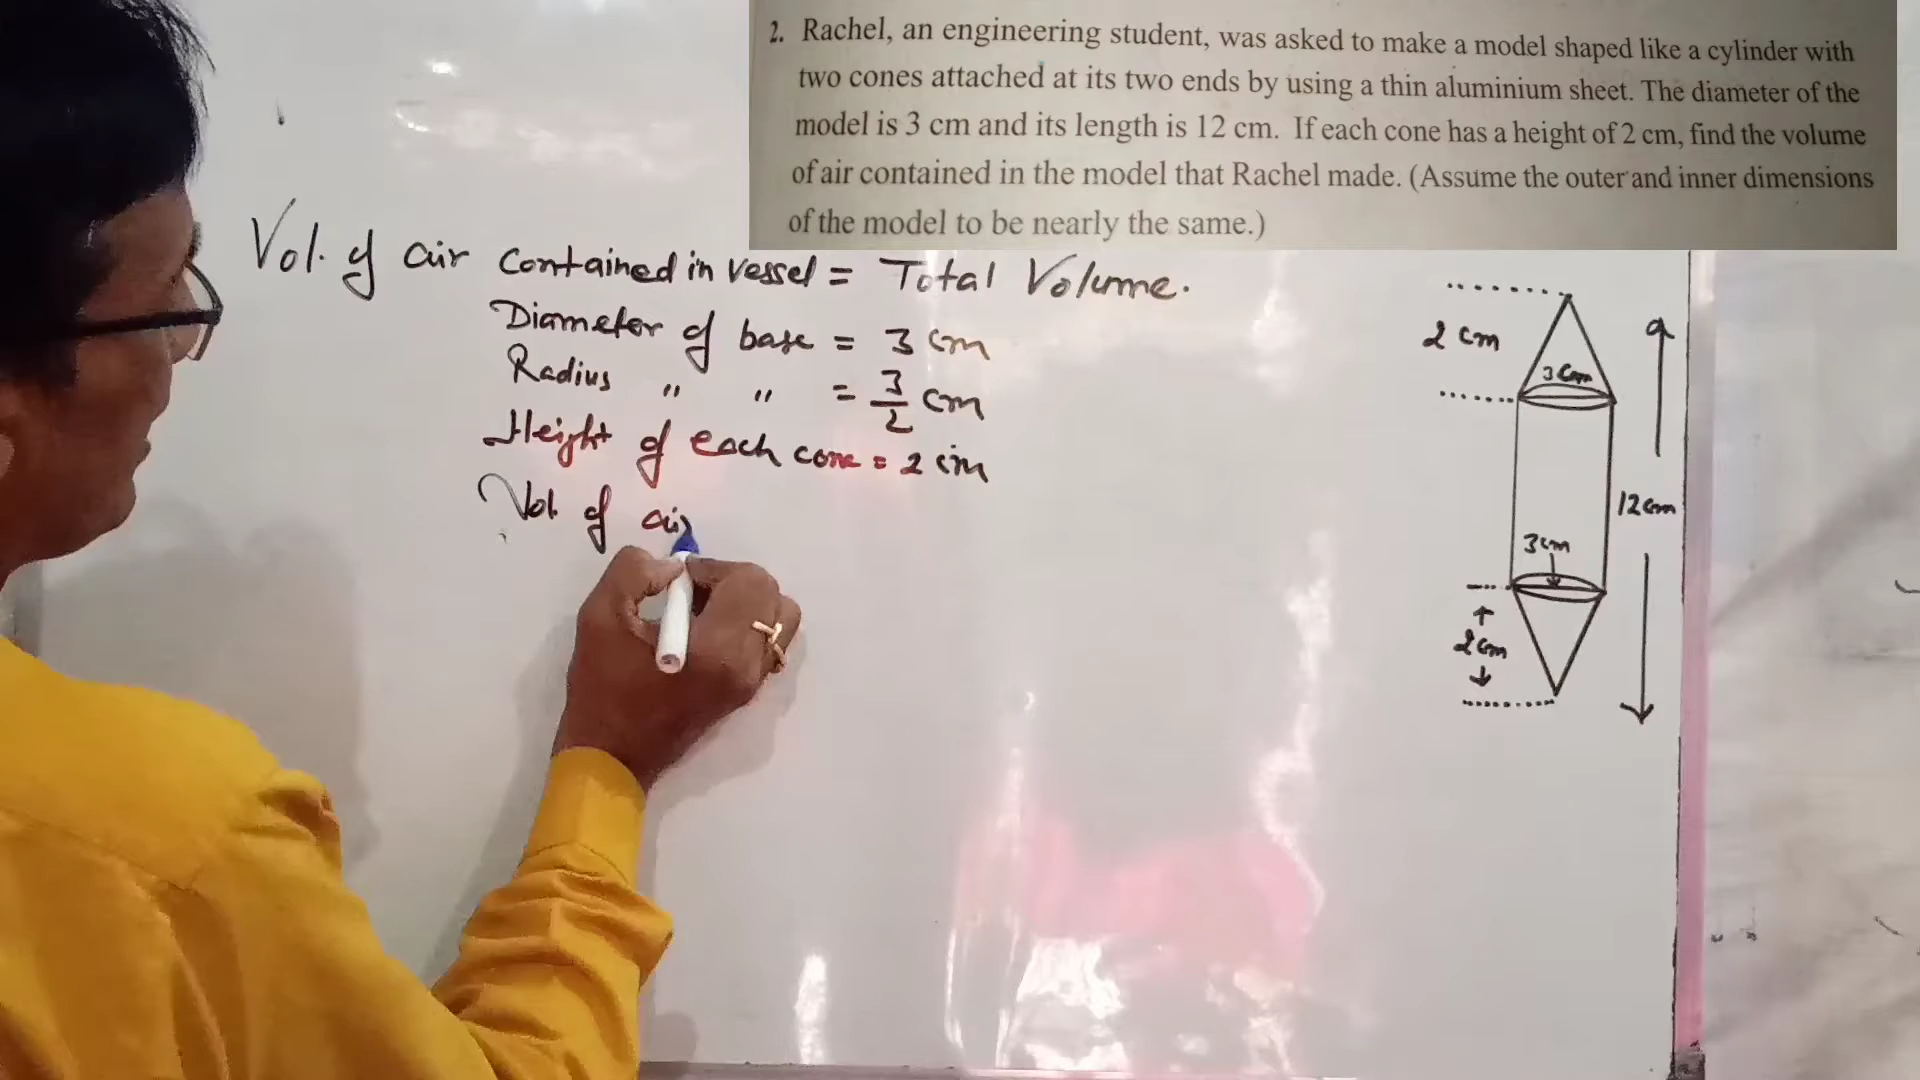 2. Rachel, an engineering student, was asked to make a model shaped like a cylinder with
two cones attached at its two ends by using a thin aluminium sheet. The diameter of the
model is 3 cm and its length is 12 cm. If each cone has a height of 2 cm, find the volume
of air contained in the model that Rachel made. (Assume the outer and inner dimensions
of the model to be nearly the same.)
Vol. of air contained in vessel = Total Volume.
Diameter of base = 3 cm
Radius " " = 3/2 cm
Height of each cone = 2 cm
Vol. of air
2 cm
3 cm
12 cm
3 cm
2 cm